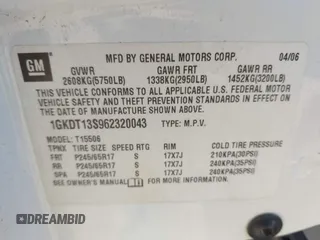 GM
MFD BY GENERAL MOTORS CORP. 04/06
GVWR GAWR FRT GAWR RR
2608KG(5750LB) 1338KG(2950LB) 1452KG(3200LB)
THIS VEHICLE CONFORMS TO ALL APPLICABLE U.S. FEDERAL MOTOR
VEHICLE SAFETY AND THEFT PREVENTION STANDARDS IN EFFECT ON
THE DATE OF MANUFACTURE SHOWN ABOVE.
1GKDT13S962320043 TYPE: M.P.V.
MODEL: T15506
TPMX TIRE SIZE SPEED RTG RIM COLD TIRE PRESSURE
FRT P245/65R17 S 17X7J 210KPA(30PSI)
RR P245/65R17 S 17X7J 240KPA(35PSI)
SPA P245/65R17 S 17X7J 240KPA(35PSI)
SEE OWNER'S MANUAL FOR ADDITIONAL INFORMATION.
DREAMBID